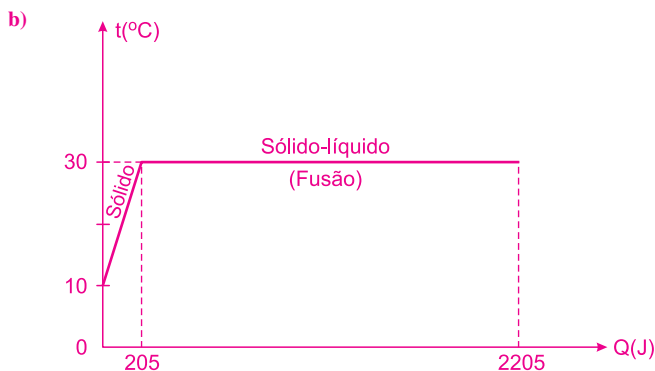 b)
t(°C)
Sólido-líquido
30
(Fusão)
Sólido
10
0
205
2205
Q(J)